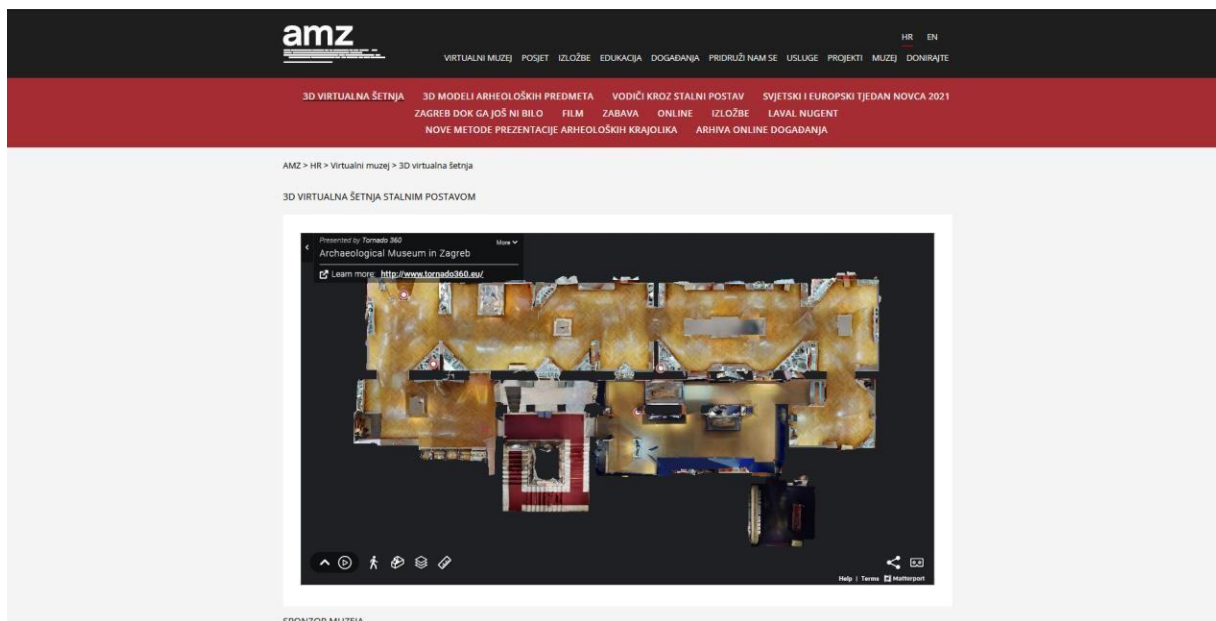 amz
HR EN
VIRTUALNI MUZEJ POSJET IZLOŽBE EDUKACIJA DOGAĐANJA PRIDRUŽI NAM SE USLUGE PROJEKTI MUZEJ DONIRAJTE
3D VIRTUALNA ŠETNJA 3D MODELI ARHEOLOŠKIH PREDMETA VODIČI KROZ STALNI POSTAV SVJETSKI I EUROPSKI TJEDAN NOVCA 2021
ZAGREB DOK GA JOŠ NI BILO FILM ZABAVA ONLINE IZLOŽBE LAVAL NUGENT
NOVE METODE PREZENTACIJE ARHEOLOŠKIH KRAJOLIKA ARHIVA ONLINE DOGAĐANJA
AMZ > HR > Virtualni muzej > 3D virtualna šetnja
3D VIRTUALNA ŠETNJA STALNIM POSTAVOM
Presented by Tornado 360 More
Archaeological Museum in Zagreb
Learn more: http://www.tornado360.eu/
Help | Terms Matterport
SPONZOR MUZEJA